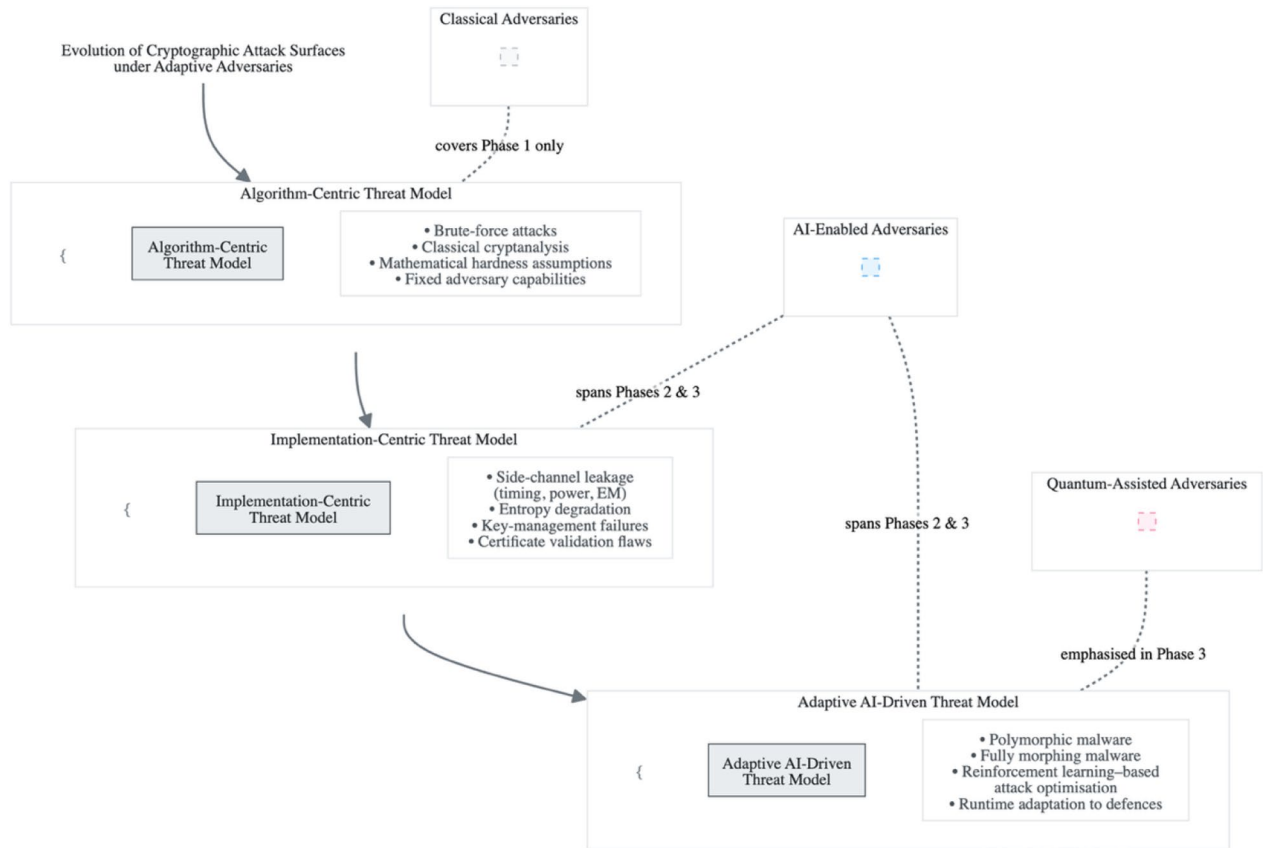 Classical Adversaries
Evolution of Cryptographic Attack Surfaces
under Adaptive Adversaries
covers Phase 1 only
Algorithm-Centric Threat Model
{
Algorithm-Centric
Threat Model
• Brute-force attacks
• Classical cryptanalysis
• Mathematical hardness assumptions
• Fixed adversary capabilities
AI-Enabled Adversaries
spans Phases 2 & 3
Implementation-Centric Threat Model
{
Implementation-Centric
Threat Model
• Side-channel leakage
(timing, power, EM)
• Entropy degradation
• Key-management failures
• Certificate validation flaws
spans Phases 2 & 3
Quantum-Assisted Adversaries
emphasised in Phase 3
Adaptive AI-Driven Threat Model
{
Adaptive AI-Driven
Threat Model
• Polymorphic malware
• Fully morphing malware
• Reinforcement learning–based
attack optimisation
• Runtime adaptation to defences